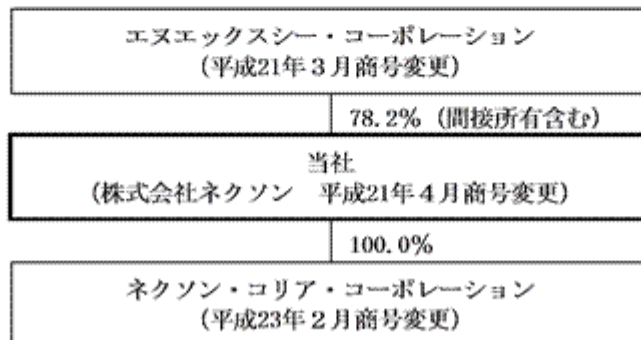 エヌエックスシー・コーポレーション
(平成21年3月商号変更)
78.2% (間接所有含む)
当社
(株式会社ネクソン　平成21年4月商号変更)
100.0%
ネクソン・コリア・コーポレーション
(平成23年2月商号変更)